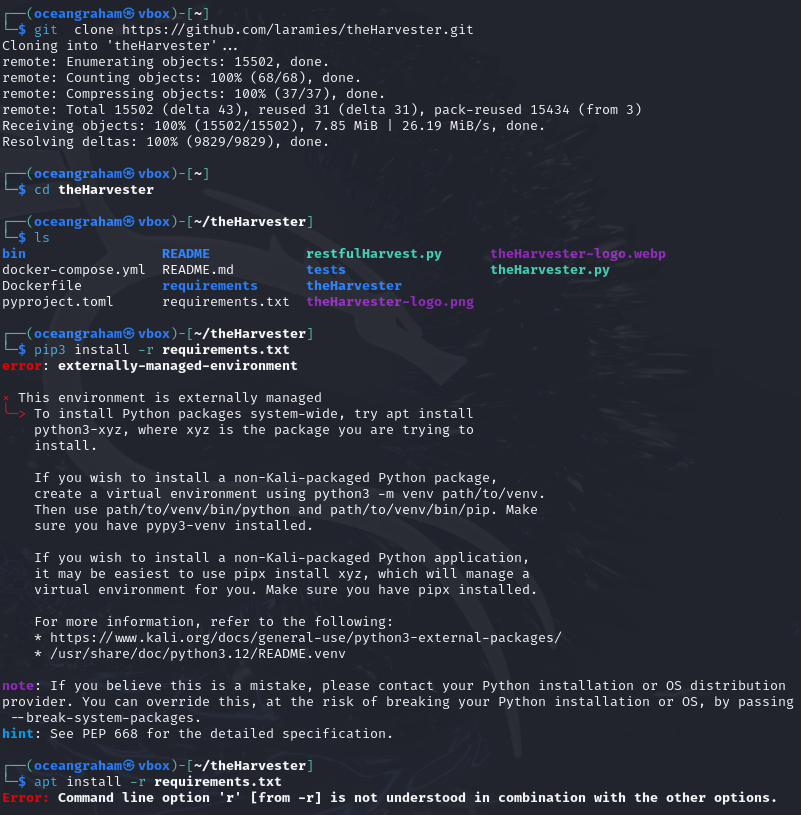 ┌──(oceangraham㉿vbox)-[~]
└─$ git  clone https://github.com/laramies/theHarvester.git
Cloning into 'theHarvester'...
remote: Enumerating objects: 15502, done.
remote: Counting objects: 100% (68/68), done.
remote: Compressing objects: 100% (37/37), done.
remote: Total 15502 (delta 43), reused 31 (delta 31), pack-reused 15434 (from 3)
Receiving objects: 100% (15502/15502), 7.85 MiB | 26.19 MiB/s, done.
Resolving deltas: 100% (9829/9829), done.
┌──(oceangraham㉿vbox)-[~]
└─$ cd theHarvester
┌──(oceangraham㉿vbox)-[~/theHarvester]
└─$ ls
bin                 README            restfulHarvest.py      theHarvester-logo.webp
docker-compose.yml  README.md         tests                  theHarvester.py
Dockerfile          requirements      theHarvester
pyproject.toml      requirements.txt  theHarvester-logo.png
┌──(oceangraham㉿vbox)-[~/theHarvester]
└─$ pip3 install -r requirements.txt
error: externally-managed-environment
× This environment is externally managed
╰─> To install Python packages system-wide, try apt install
    python3-xyz, where xyz is the package you are trying to
    install.
    If you wish to install a non-Kali-packaged Python package,
    create a virtual environment using python3 -m venv path/to/venv.
    Then use path/to/venv/bin/python and path/to/venv/bin/pip. Make
    sure you have pypy3-venv installed.
    If you wish to install a non-Kali-packaged Python application,
    it may be easiest to use pipx install xyz, which will manage a
    virtual environment for you. Make sure you have pipx installed.
    For more information, refer to the following:
    * https://www.kali.org/docs/general-use/python3-external-packages/
    * /usr/share/doc/python3.12/README.venv
note: If you believe this is a mistake, please contact your Python installation or OS distribution
provider. You can override this, at the risk of breaking your Python installation or OS, by passing
 --break-system-packages.
hint: See PEP 668 for the detailed specification.
┌──(oceangraham㉿vbox)-[~/theHarvester]
└─$ apt install -r requirements.txt
Error: Command line option 'r' [from -r] is not understood in combination with the other options.